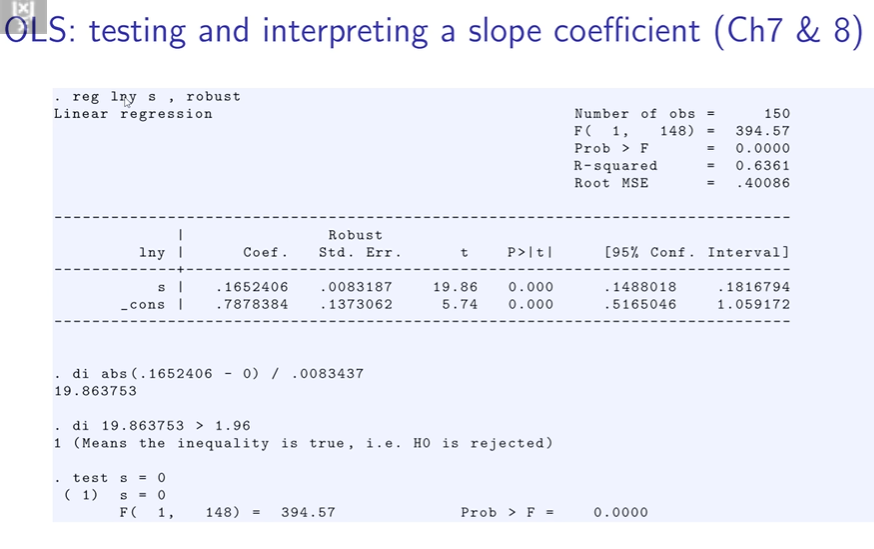 OLS: testing and interpreting a slope coefficient (Ch7 & 8)
. reg lny s , robust
Linear regression Number of obs = 150
F( 1, 148) = 394.57
Prob > F = 0.0000
R-squared = 0.6361
Root MSE = .40086
------------------------------------------------------------------------------
| Robust
lny | Coef. Std. Err. t P>|t| [95% Conf. Interval]
-------------+----------------------------------------------------------------
s | .1652406 .0083187 19.86 0.000 .1488018 .1816794
_cons | .7878384 .1373062 5.74 0.000 .5165046 1.059172
------------------------------------------------------------------------------
. di abs(.1652406 - 0) / .0083437
19.863753
. di 19.863753 > 1.96
1 (Means the inequality is true, i.e. H0 is rejected)
. test s = 0
( 1) s = 0
F( 1, 148) = 394.57 Prob > F = 0.0000